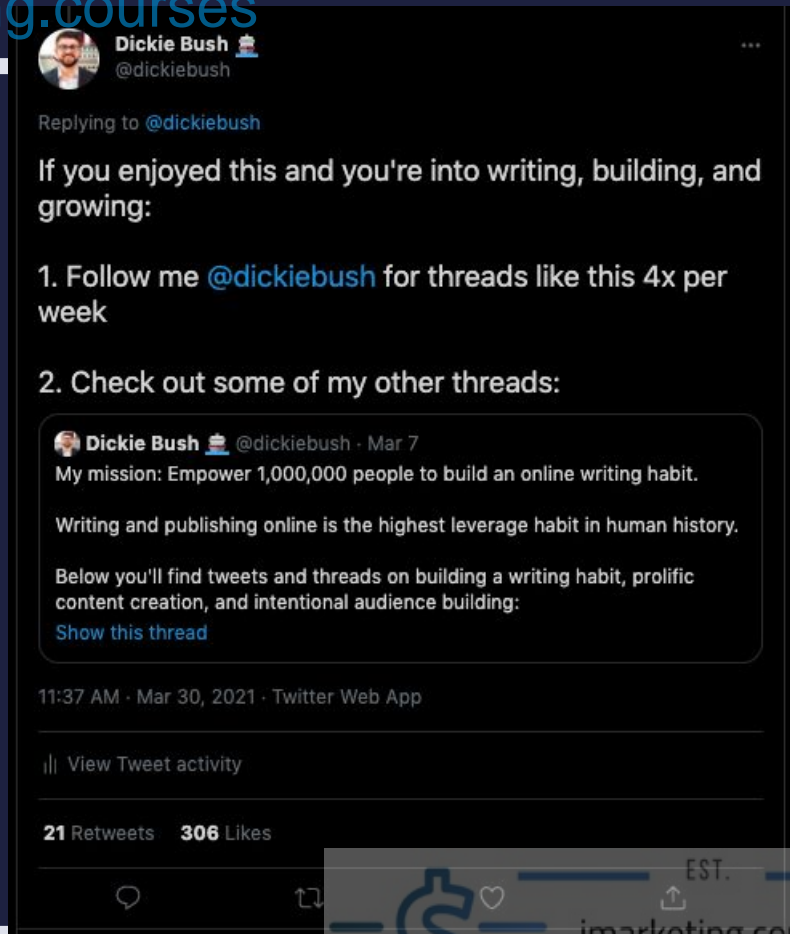 g.courses
Dickie Bush
@dickiebush
Replying to @dickiebush
If you enjoyed this and you're into writing, building, and
growing:
1. Follow me @dickiebush for threads like this 4x per
week
2. Check out some of my other threads:
Dickie Bush @dickiebush · Mar 7
My mission: Empower 1,000,000 people to build an online writing habit.
Writing and publishing online is the highest leverage habit in human history.
Below you'll find tweets and threads on building a writing habit, prolific
content creation, and intentional audience building:
Show this thread
11:37 AM · Mar 30, 2021 · Twitter Web App
View Tweet activity
21 Retweets 306 Likes
EST.